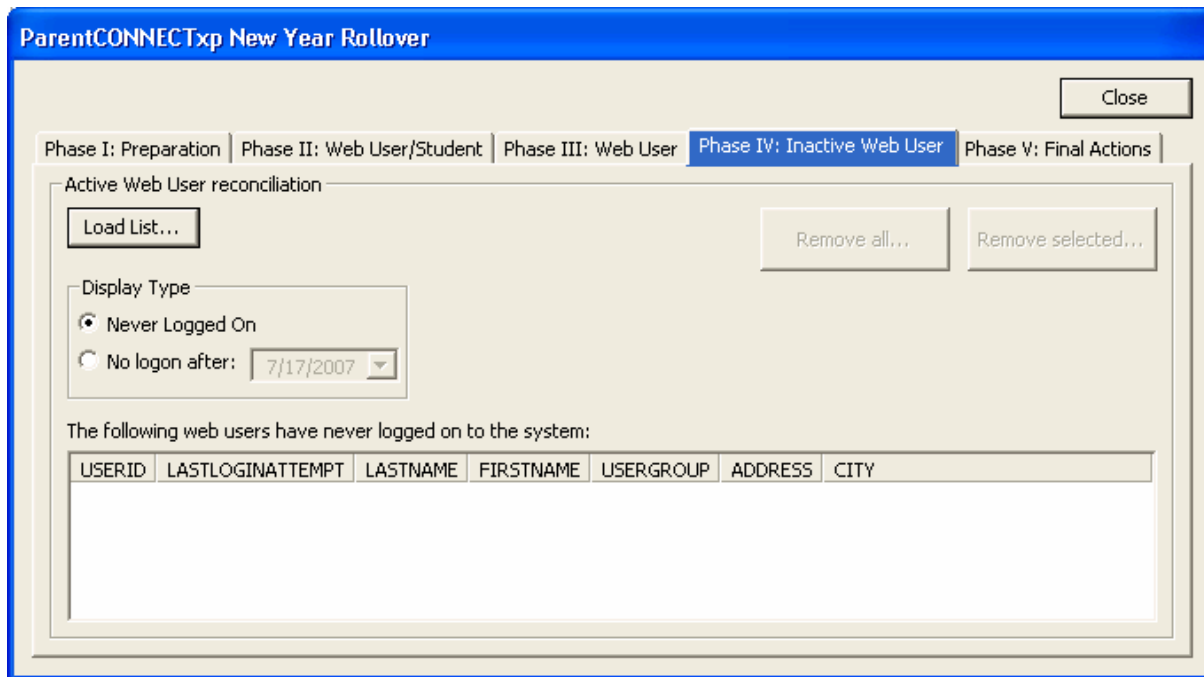 ParentCONNECTxp New Year Rollover
Close
Phase I: Preparation Phase II: Web User/Student Phase III: Web User Phase IV: Inactive Web User Phase V: Final Actions
Active Web User reconciliation
Load List... Remove all... Remove selected...
Display Type
Never Logged On
No logon after: 7/17/2007
The following web users have never logged on to the system:
USERID LASTLOGINATTEMPT LASTNAME FIRSTNAME USERGROUP ADDRESS CITY